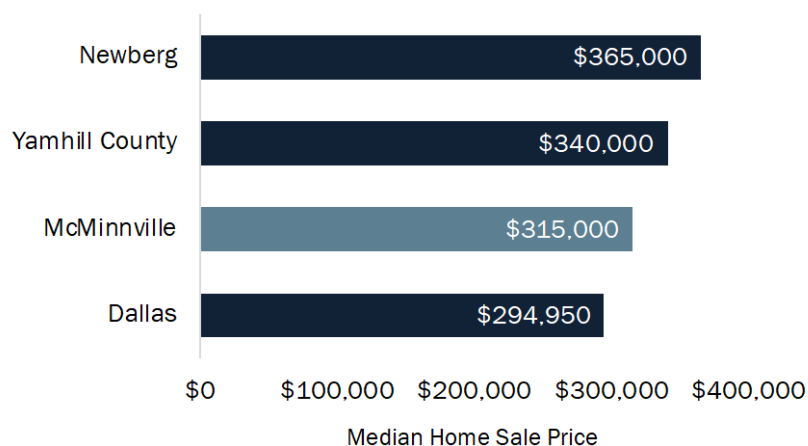 Newberg $365,000
Yamhill County $340,000
McMinnville $315,000
Dallas $294,950
$0 $100,000 $200,000 $300,000 $400,000
Median Home Sale Price